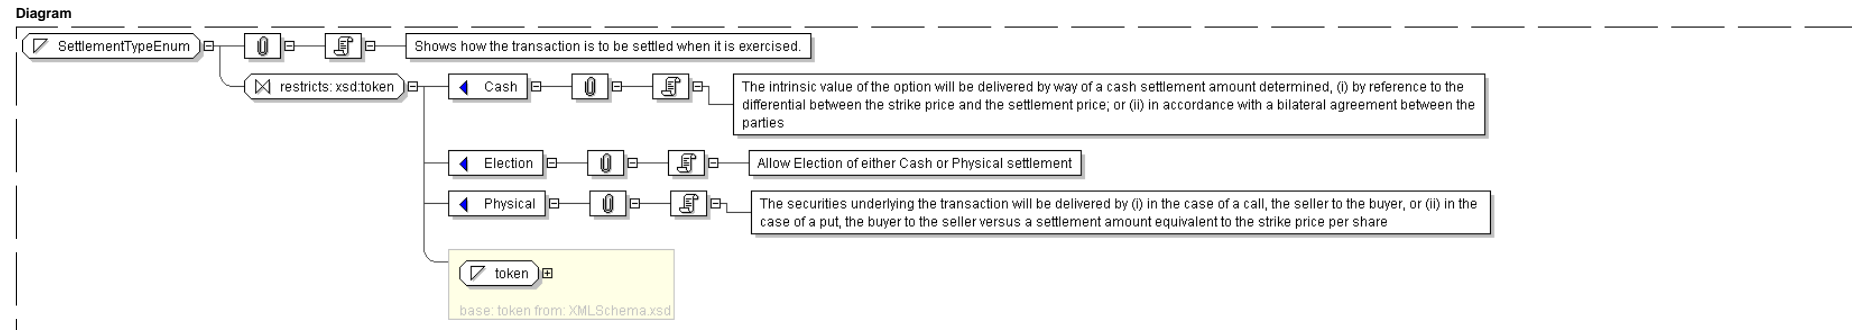 Diagram
SettlementTypeEnum
Shows how the transaction is to be settled when it is exercised.
restricts: xsd:token
Cash
The intrinsic value of the option will be delivered by way of a cash settlement amount determined, (i) by reference to the
differential between the strike price and the settlement price; or (ii) in accordance with a bilateral agreement between the
parties
Election
Allow Election of either Cash or Physical settlement
Physical
The securities underlying the transaction will be delivered by (i) in the case of a call, the seller to the buyer, or (ii) in the
case of a put, the buyer to the seller versus a settlement amount equivalent to the strike price per share
token
base: token from: XMLSchema.xsd